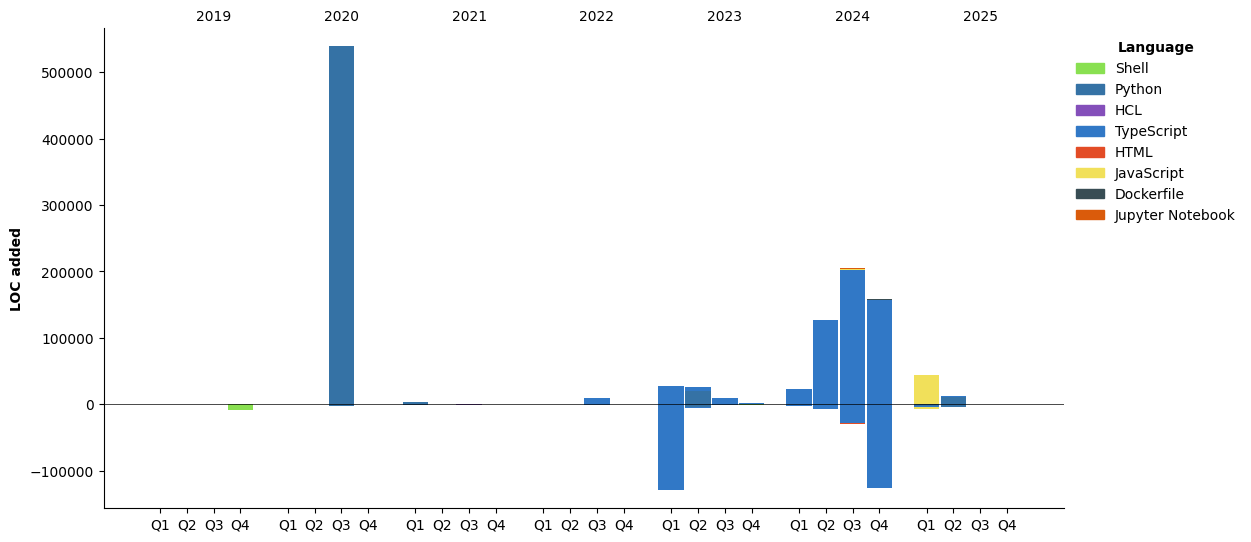 2019 2020 2021 2022 2023 2024 2025
Language
Shell
Python
HCL
TypeScript
HTML
JavaScript
Dockerfile
Jupyter Notebook
LOC added
500000
400000
300000
200000
100000
0
−100000
Q1 Q2 Q3 Q4 Q1 Q2 Q3 Q4 Q1 Q2 Q3 Q4 Q1 Q2 Q3 Q4 Q1 Q2 Q3 Q4 Q1 Q2 Q3 Q4 Q1 Q2 Q3 Q4